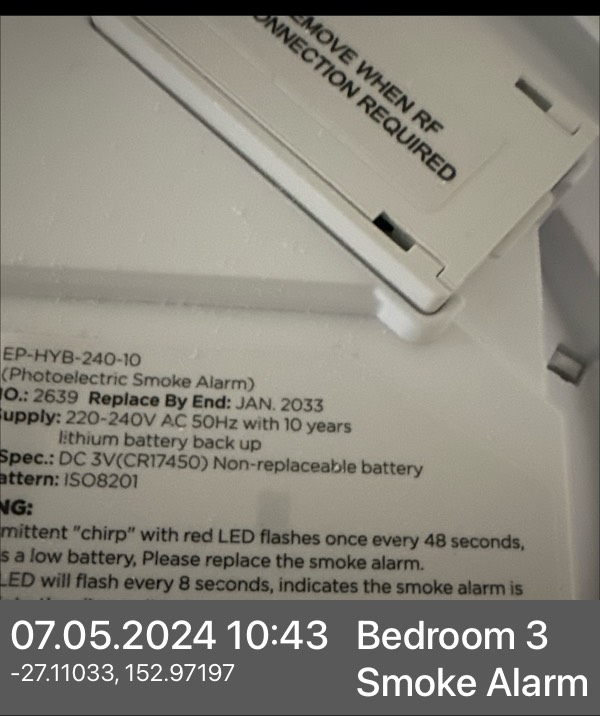 EMOVE WHEN RF
ONNECTION REQUIRED
EP-HYB-240-10
(Photoelectric Smoke Alarm)
O.: 2639 Replace By End: JAN. 2033
upply: 220-240V AC 50Hz with 10 years
lithium battery back up
Spec.: DC 3V(CR17450) Non-replaceable battery
attern: ISO8201
NG:
mittent "chirp" with red LED flashes once every 48 seconds,
s a low battery, Please replace the smoke alarm.
LED will flash every 8 seconds, indicates the smoke alarm is
07.05.2024 10:43
-27.11033, 152.97197
Bedroom 3
Smoke Alarm